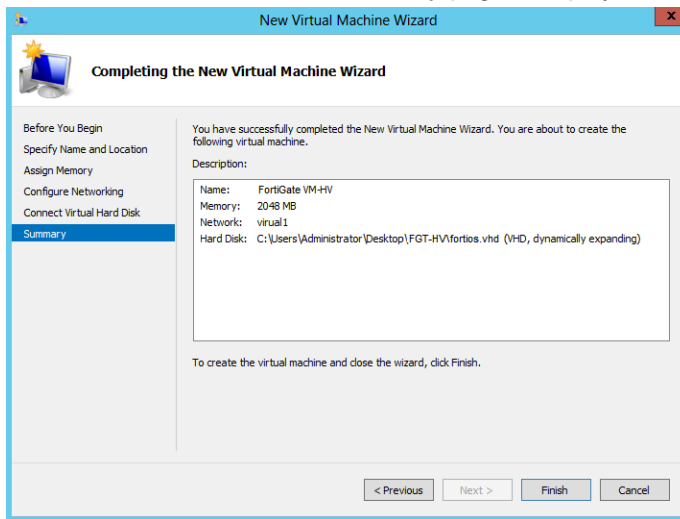 New Virtual Machine Wizard
x
Completing the New Virtual Machine Wizard
Before You Begin
Specify Name and Location
Assign Memory
Configure Networking
Connect Virtual Hard Disk
Summary
You have successfully completed the New Virtual Machine Wizard. You are about to create the
following virtual machine.
Description:
Name: FortiGate VM-HV
Memory: 2048 MB
Network: virual1
Hard Disk: C:\Users\Administrator\Desktop\FGT-HV\fortios.vhd (VHD, dynamically expanding)
To create the virtual machine and close the wizard, click Finish.
< Previous Next > Finish Cancel